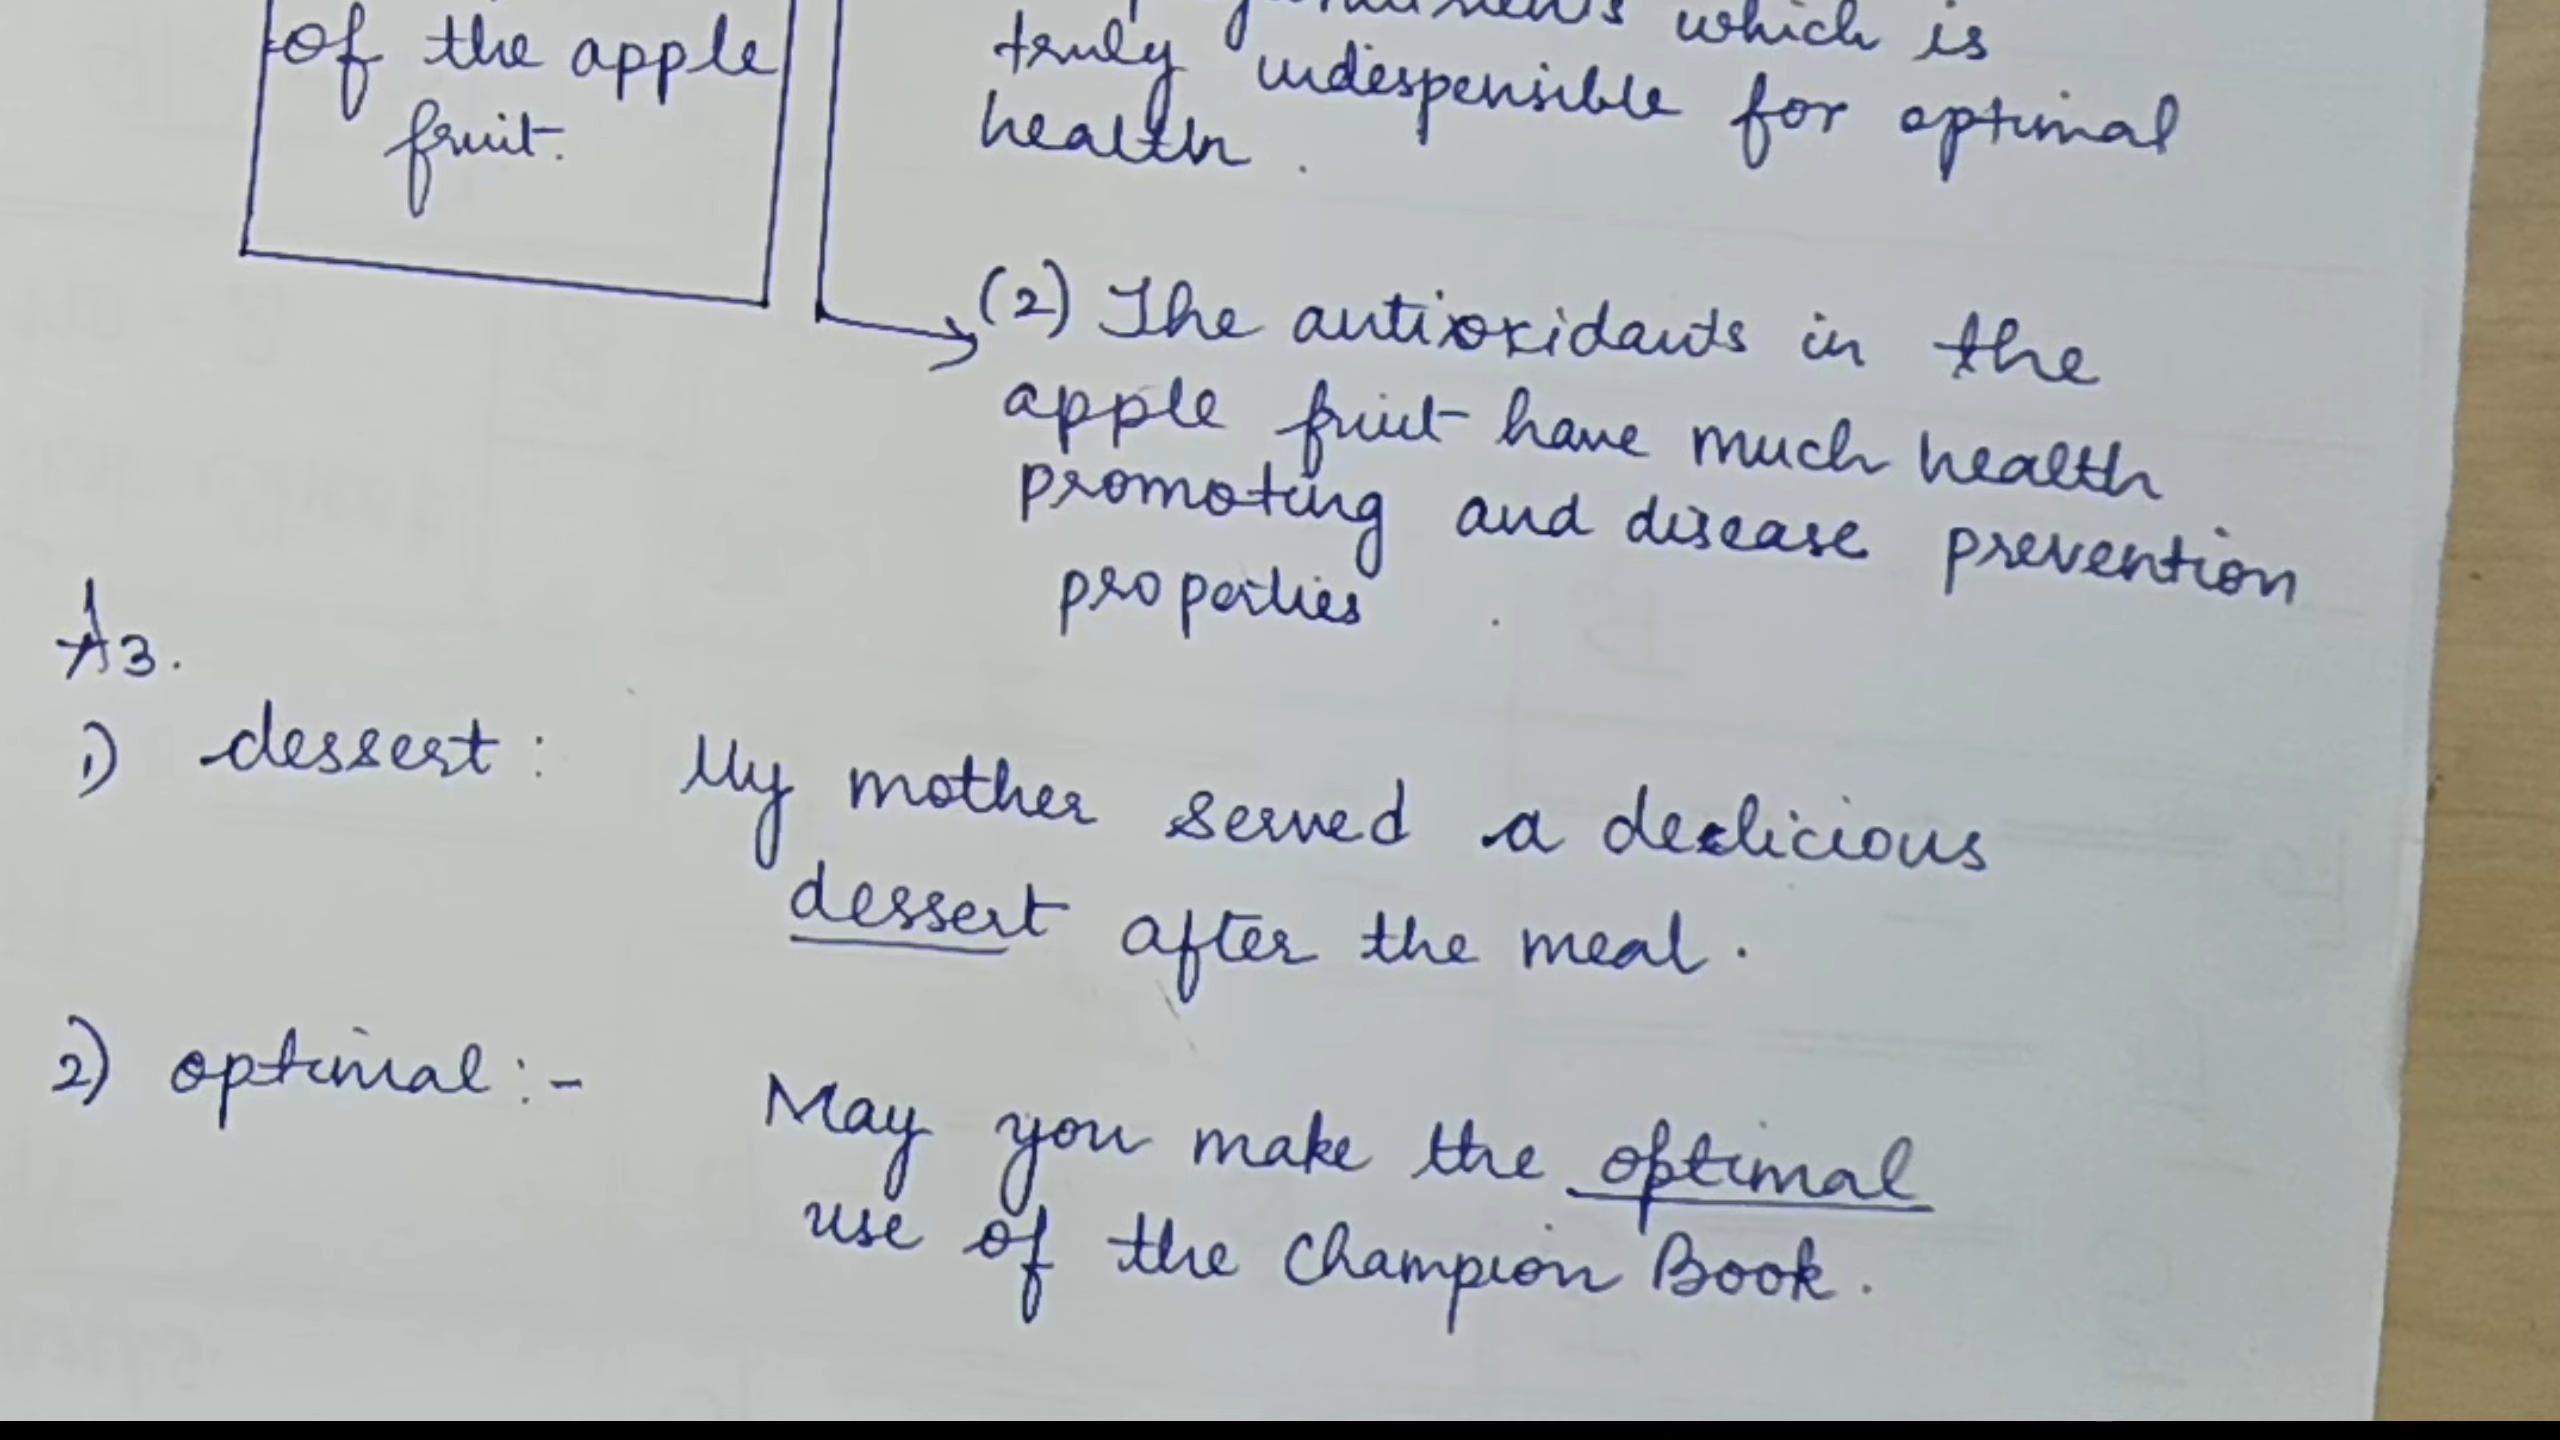 of the apple
fruit.
which is
truly indespensible for optimal
health.
(2) The antioxidants in the
apple fruit have much health
promoting and disease prevention
properties.
A3.
1) dessert: My mother served a delicious
dessert after the meal.
2) optimal:- May you make the optimal
use of the Champion Book.